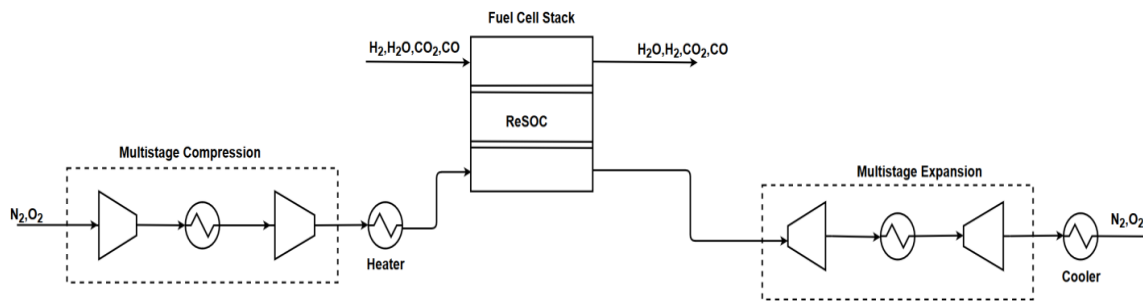 Fuel Cell Stack
H₂,H₂O,CO₂,CO
H₂O,H₂,CO₂,CO
ReSOC
Multistage Compression
Multistage Expansion
N₂,O₂
N₂,O₂
Heater
Cooler